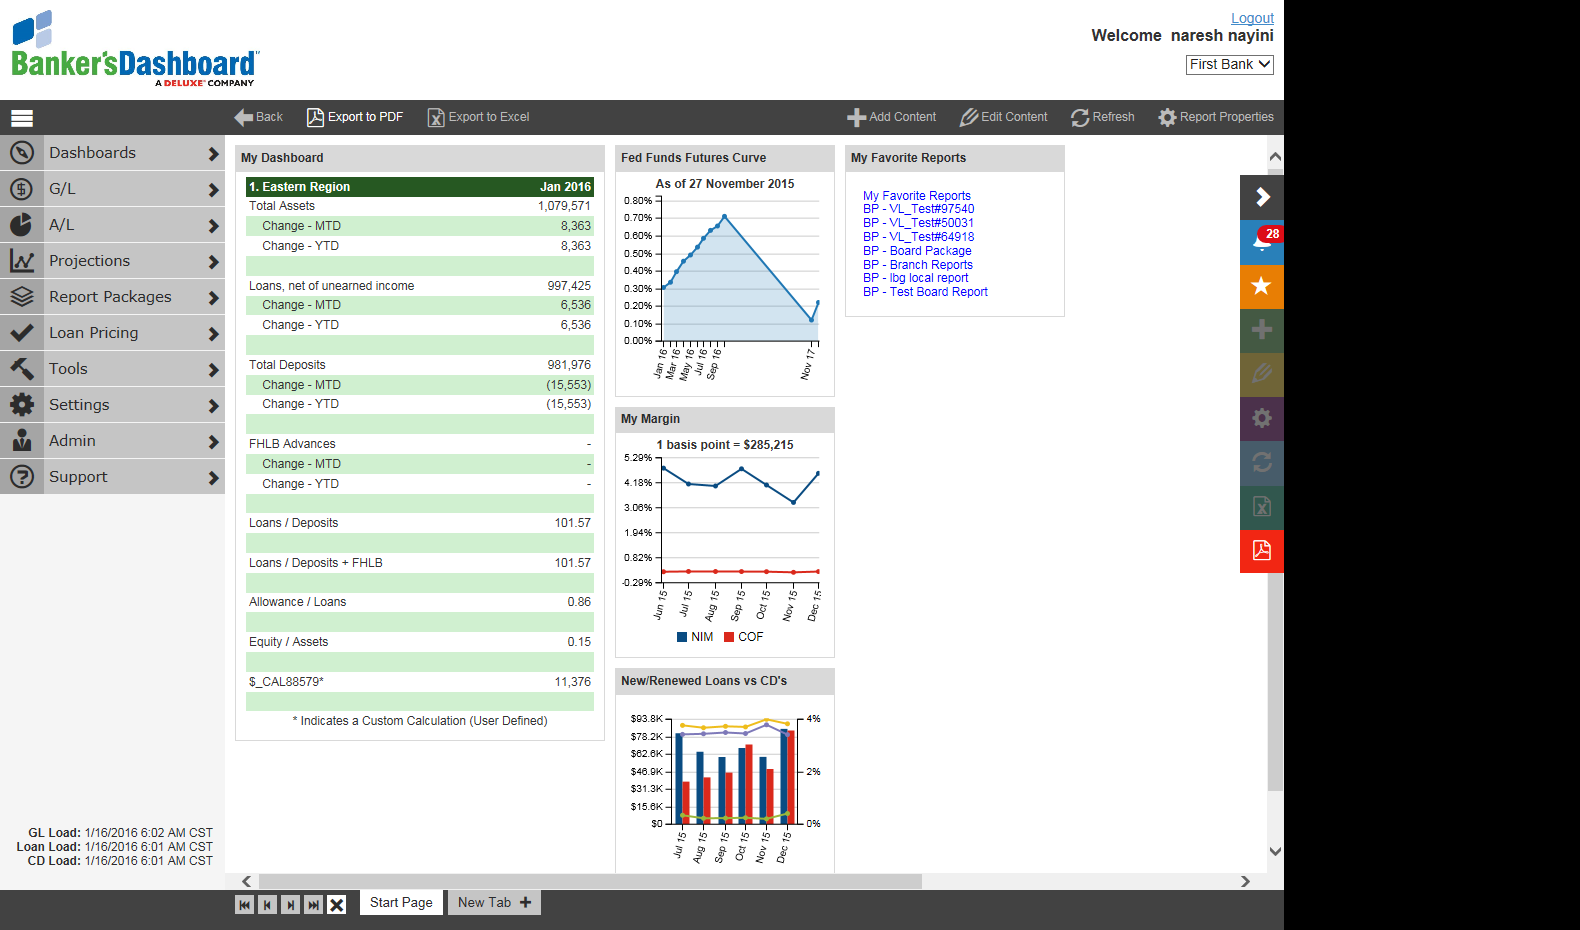 Logout
Welcome naresh nayini
First Bank
Banker'sDashboard
A DELUXE COMPANY
Back
Export to PDF
Export to Excel
Add Content
Edit Content
Refresh
Report Properties
Dashboards
G/L
A/L
Projections
Report Packages
Loan Pricing
Tools
Settings
Admin
Support
GL Load: 1/16/2016 6:02 AM CST
Loan Load: 1/16/2016 6:01 AM CST
CD Load: 1/16/2016 6:01 AM CST
My Dashboard
1. Eastern Region Jan 2016
Total Assets 1,079,571
Change - MTD 8,363
Change - YTD 8,363
Loans, net of unearned income 997,425
Change - MTD 6,536
Change - YTD 6,536
Total Deposits 981,976
Change - MTD (15,553)
Change - YTD (15,553)
FHLB Advances -
Change - MTD -
Change - YTD -
Loans / Deposits 101.57
Loans / Deposits + FHLB 101.57
Allowance / Loans 0.86
Equity / Assets 0.15
$_CAL88579* 11,376
* Indicates a Custom Calculation (User Defined)
Fed Funds Futures Curve
As of 27 November 2015
0.80%
0.70%
0.60%
0.50%
0.40%
0.30%
0.20%
0.10%
0.00%
Jan 16 Mar 16 May 16 Jul 16 Sep 16 Nov 17
My Margin
1 basis point = $285,215
5.29%
4.18%
3.06%
1.94%
0.82%
-0.29%
Jun 15 Jul 15 Aug 15 Sep 15 Oct 15 Nov 15 Dec 15
NIM COF
New/Renewed Loans vs CD's
$93.8K 4%
$78.2K
$62.6K
$46.9K 2%
$31.3K
$15.6K
$0 0%
Jul 15 Aug 15 Sep 15 Oct 15 Nov 15 Dec 15
My Favorite Reports
My Favorite Reports
BP - VL_Test#97540
BP - VL_Test#50031
BP - VL_Test#64918
BP - Board Package
BP - Branch Reports
BP - lbg local report
BP - Test Board Report
28
Start Page
New Tab